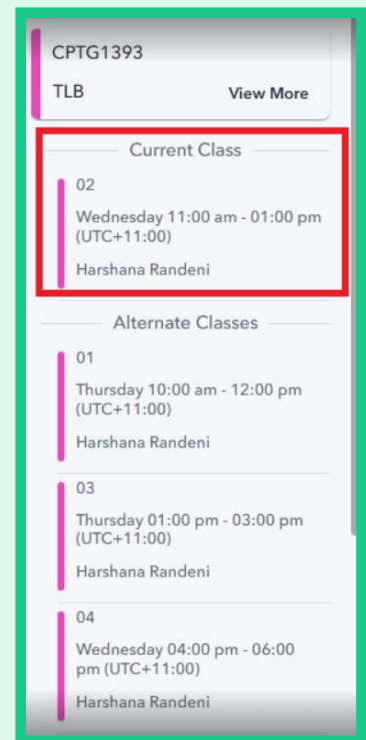 CPTG1393
TLB View More
Current Class
02
Wednesday 11:00 am - 01:00 pm
(UTC+11:00)
Harshana Randeni
Alternate Classes
01
Thursday 10:00 am - 12:00 pm
(UTC+11:00)
Harshana Randeni
03
Thursday 01:00 pm - 03:00 pm
(UTC+11:00)
Harshana Randeni
04
Wednesday 04:00 pm - 06:00
pm (UTC+11:00)
Harshana Randeni